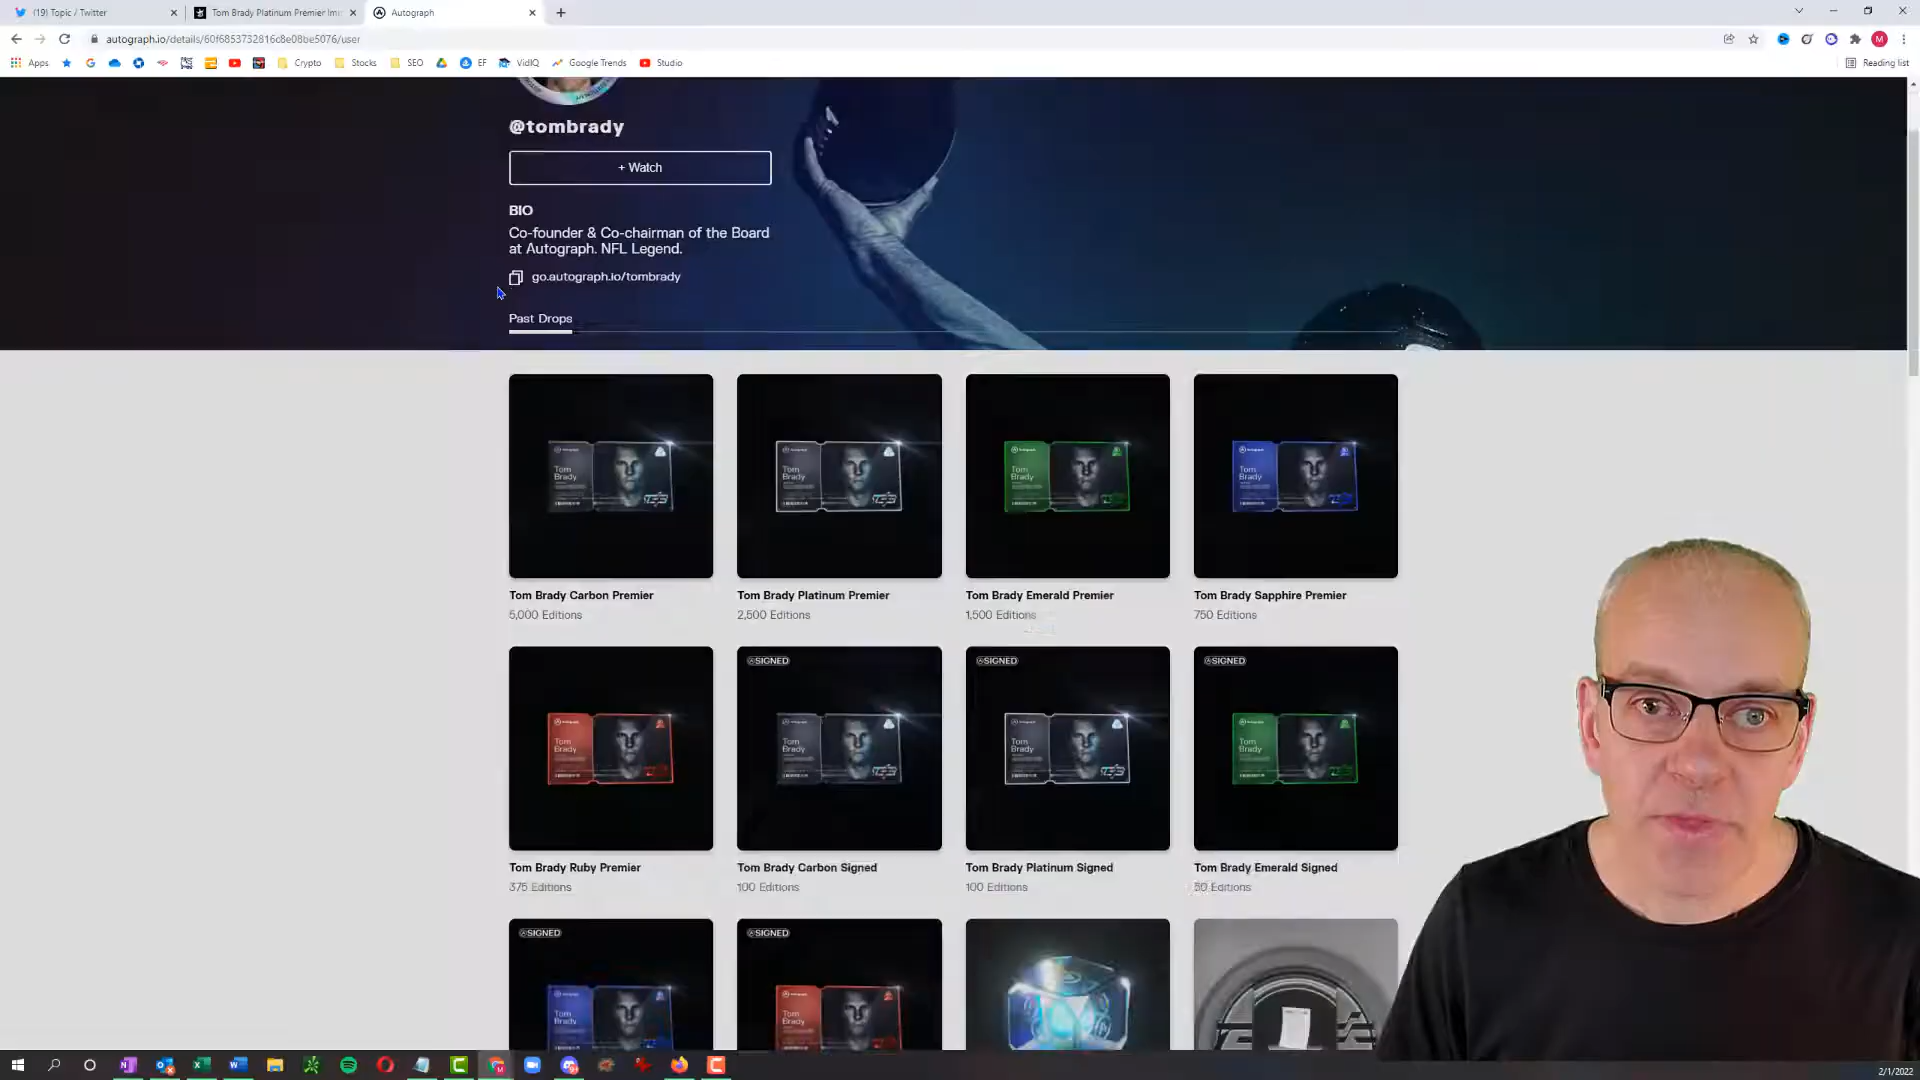 (19) Topic / Twitter
Tom Brady Platinum Premier Im
Autograph
autograph.io/details/60f6853732816c8e08be5076/user
Apps
Crypto
Stocks
SEO
EF
VidIQ
Google Trends
Studio
Reading list
@tombrady
+ Watch
BIO
Co-founder & Co-chairman of the Board
at Autograph. NFL Legend.
go.autograph.io/tombrady
Past Drops
Tom Brady Carbon Premier
5,000 Editions
Tom Brady Platinum Premier
2,500 Editions
Tom Brady Emerald Premier
1,500 Editions
Tom Brady Sapphire Premier
750 Editions
SIGNED
SIGNED
SIGNED
Tom Brady Ruby Premier
375 Editions
Tom Brady Carbon Signed
100 Editions
Tom Brady Platinum Signed
100 Editions
Tom Brady Emerald Signed
50 Editions
SIGNED
SIGNED
2/1/2022